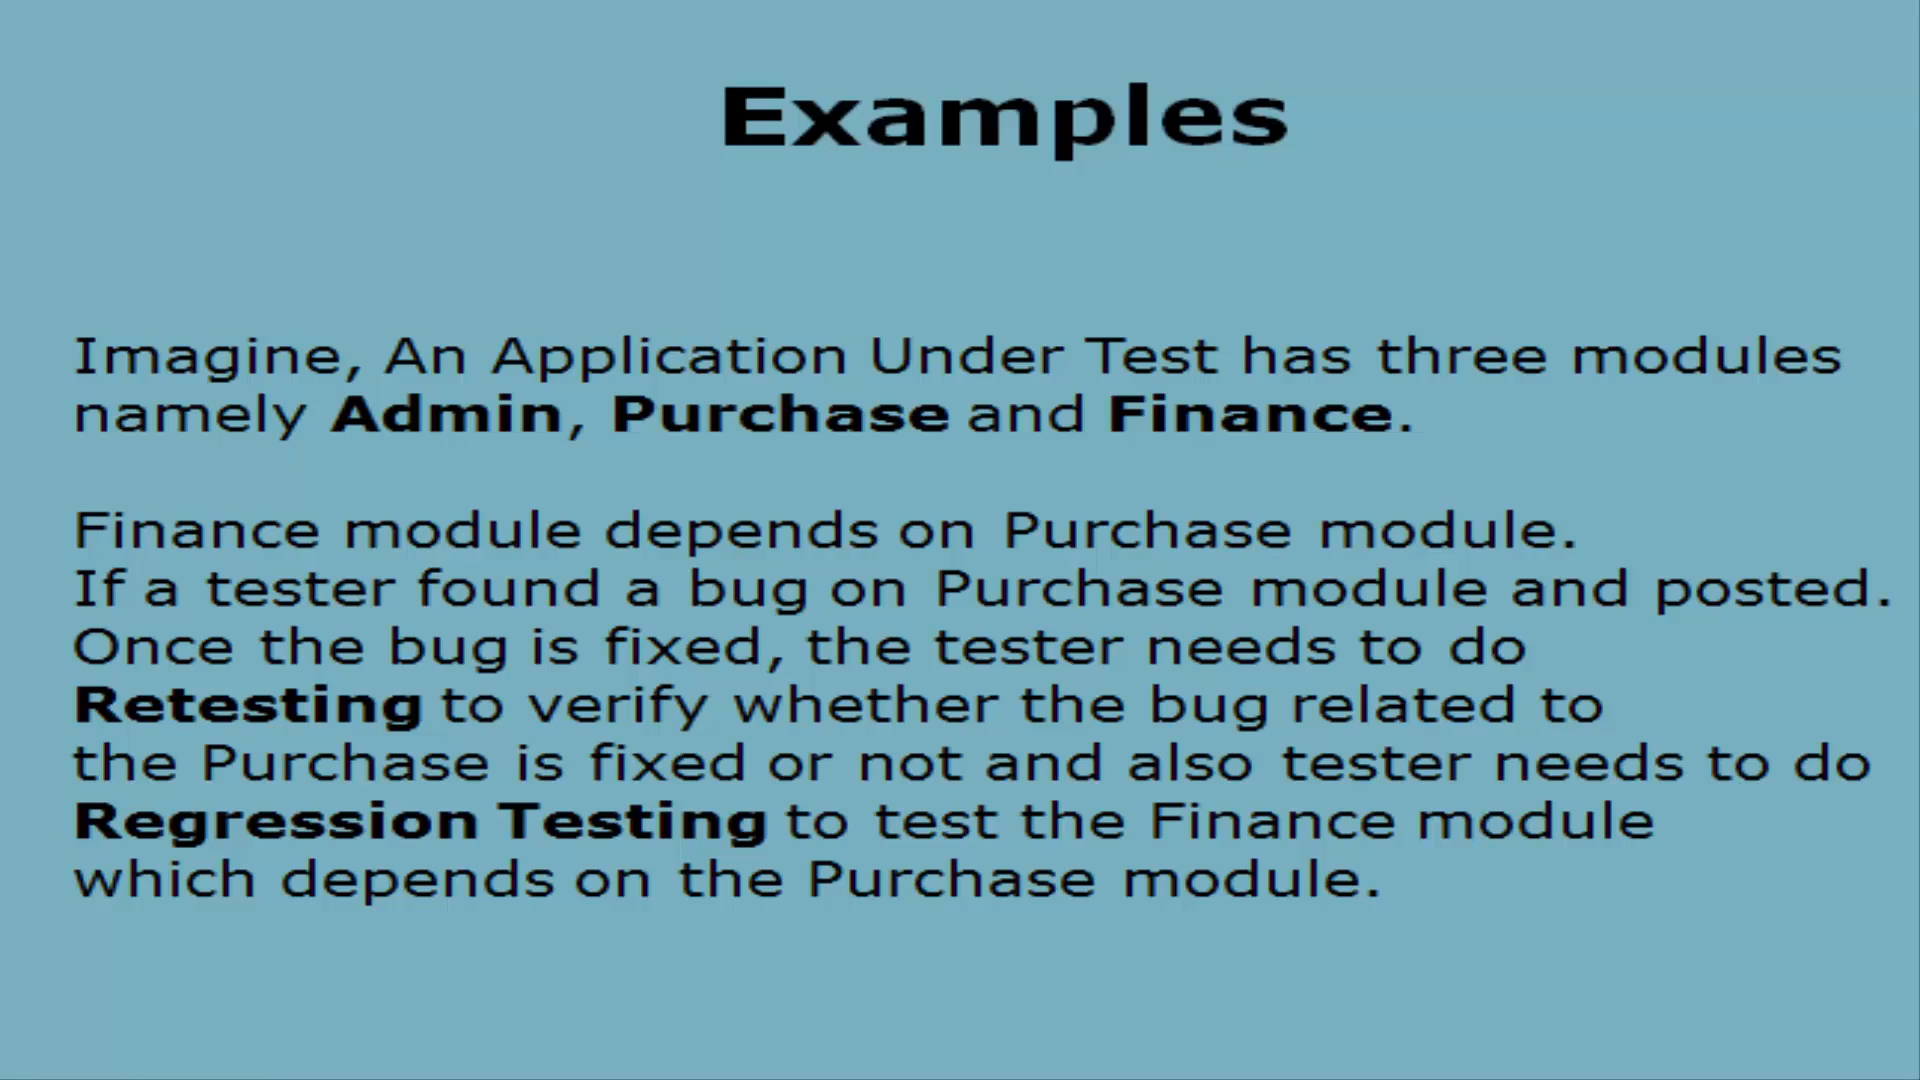 Examples
Imagine, An Application Under Test has three modules
namely Admin, Purchase and Finance.
Finance module depends on Purchase module.
If a tester found a bug on Purchase module and posted.
Once the bug is fixed, the tester needs to do
Retesting to verify whether the bug related to
the Purchase is fixed or not and also tester needs to do
Regression Testing to test the Finance module
which depends on the Purchase module.